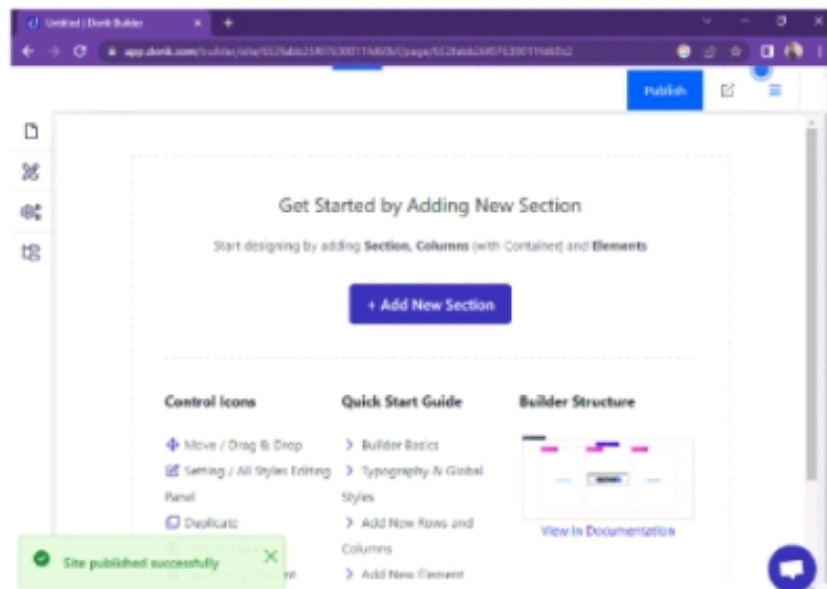 Untitled | Dorik Builder
Publish
Get Started by Adding New Section
Start designing by adding Section, Columns (with Container) and Elements
+ Add New Section
Control Icons
Move / Drag & Drop
Setting / All Styles Editing
Panel
Duplicate
Quick Start Guide
Builder Basics
Typography & Global
Styles
Add New Rows and
Columns
Add New Element
Builder Structure
View in Documentation
Site published successfully